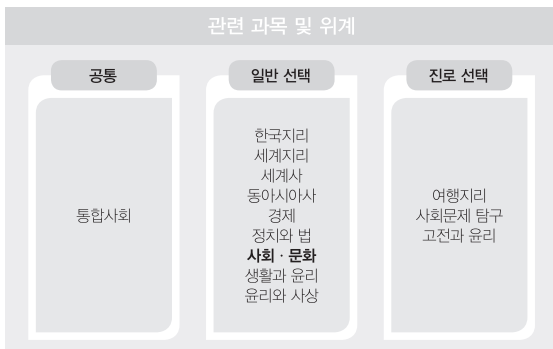 관련 과목 및 위계
공통
통합사회
일반 선택
한국지리
세계지리
세계사
동아시아사
경제
정치와 법
사회·문화
생활과 윤리
윤리와 사상
진로 선택
여행지리
사회문제 탐구
고전과 윤리